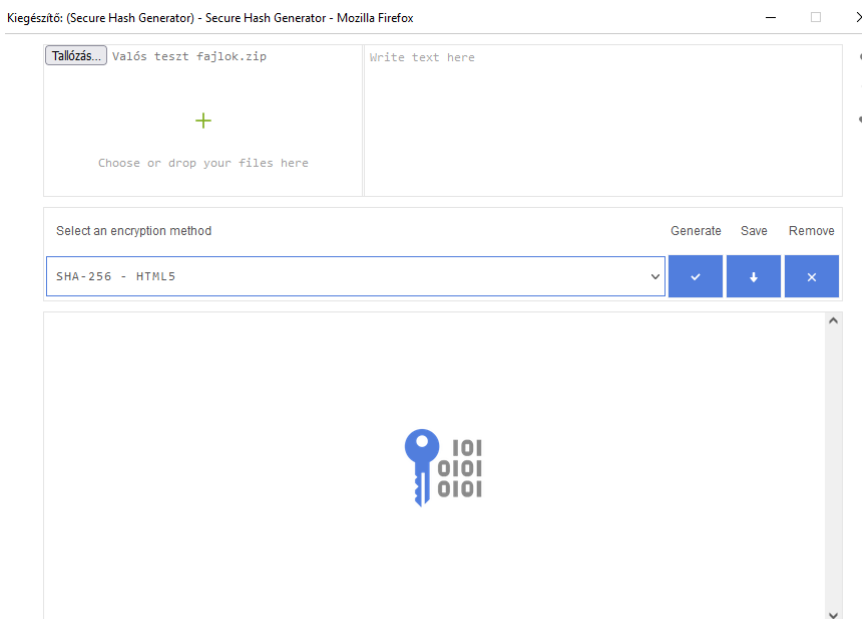 Kiegészítő: (Secure Hash Generator) - Secure Hash Generator - Mozilla Firefox
Tallózás... Valós teszt fajlok.zip
Write text here
Choose or drop your files here
Select an encryption method
Generate Save Remove
SHA-256 - HTML5
101
0101
0101